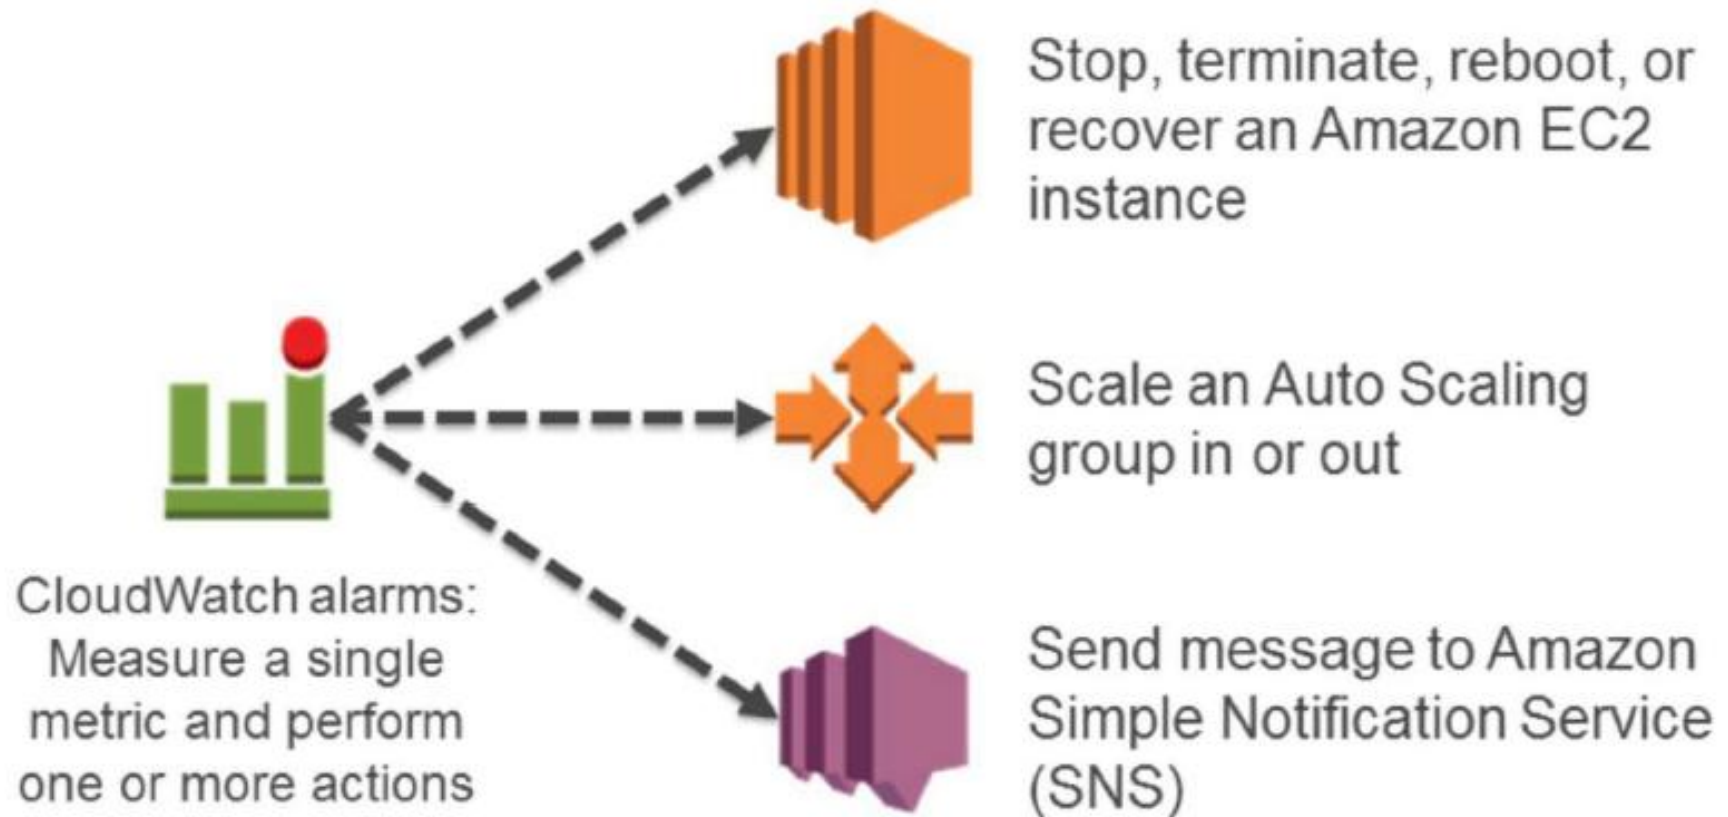 Stop, terminate, reboot, or
recover an Amazon EC2
instance
Scale an Auto Scaling
group in or out
CloudWatch alarms:
Measure a single
metric and perform
one or more actions
Send message to Amazon
Simple Notification Service
(SNS)